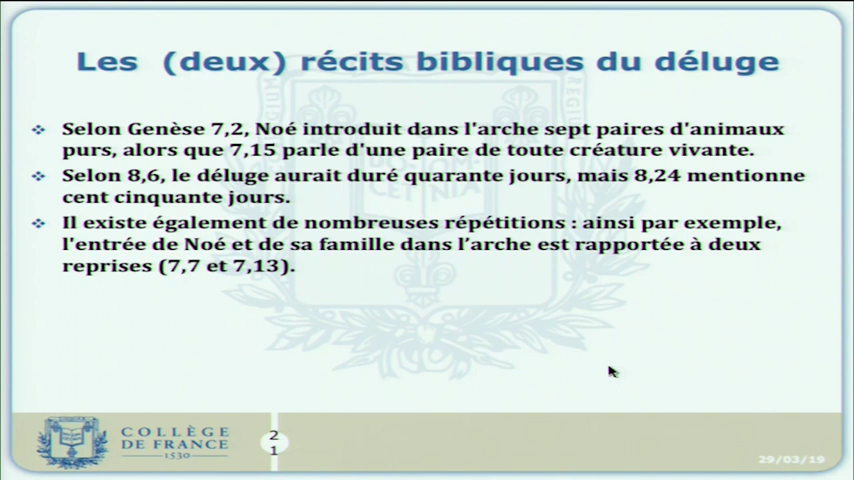 Les (deux) récits bibliques du déluge
Selon Genèse 7,2, Noé introduit dans l'arche sept paires d'animaux
purs, alors que 7,15 parle d'une paire de toute créature vivante.
Selon 8,6, le déluge aurait duré quarante jours, mais 8,24 mentionne
cent cinquante jours.
Il existe également de nombreuses répétitions : ainsi par exemple,
l'entrée de Noé et de sa famille dans l’arche est rapportée à deux
reprises (7,7 et 7,13).
COLLÈGE
DE FRANCE
1530
2
1
29/03/19